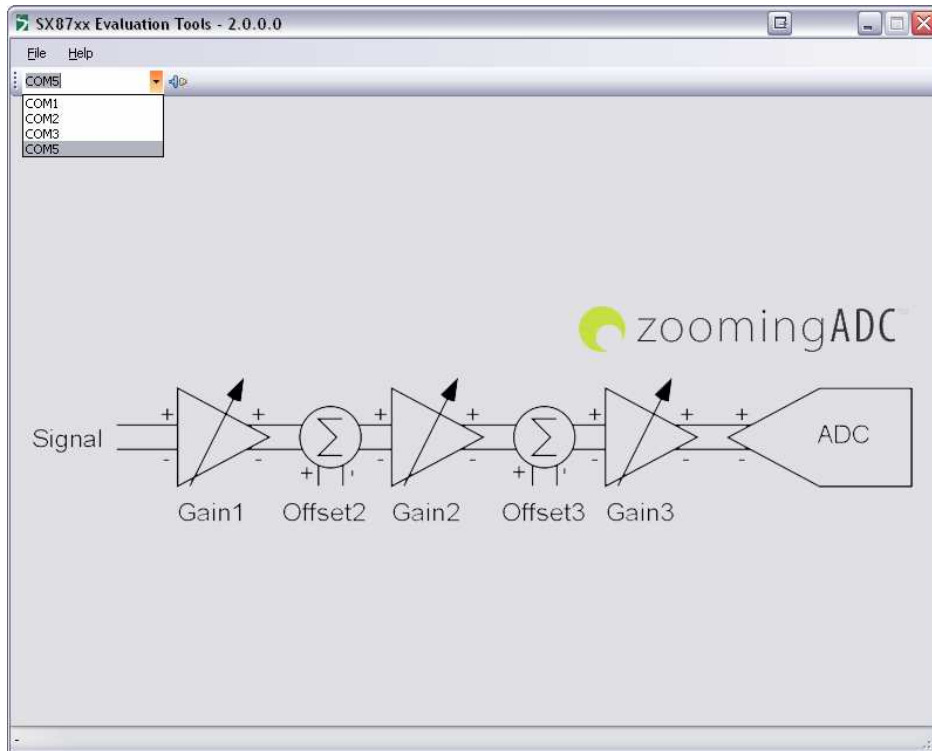 SX87xx Evaluation Tools - 2.0.0.0
File Help
COM5
COM1
COM2
COM3
COM5
zoomingADC™
+ + + + + + +
Signal Σ Σ ADC
- - - - - - -
+ - + -
Gain1 Offset2 Gain2 Offset3 Gain3
-